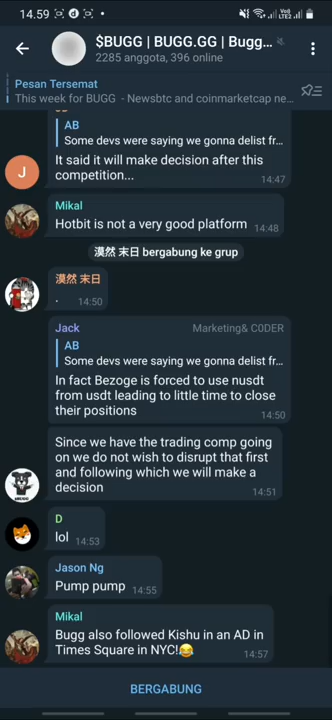 14.59
LTE2
$BUGG | BUGG.GG | Bugg...
2285 anggota, 396 online
Pesan Tersemat
This week for BUGG - Newsbtc and coinmarketcap ne...
AB
Some devs were saying we gonna delist fr...
It said it will make decision after this
competition...
14:47
J
Mikal
Hotbit is not a very good platform
14:48
漠然 末日 bergabung ke grup
漠然 末日
.
14:50
Jack
Marketing& C0DER
AB
Some devs were saying we gonna delist fr...
In fact Bezoge is forced to use nusdt
from usdt leading to little time to close
their positions
14:50
Since we have the trading comp going
on we do not wish to disrupt that first
and following which we will make a
decision
14:51
D
lol
14:53
Jason Ng
Pump pump
14:55
Mikal
Bugg also followed Kishu in an AD in
Times Square in NYC!😂
14:57
BERGABUNG